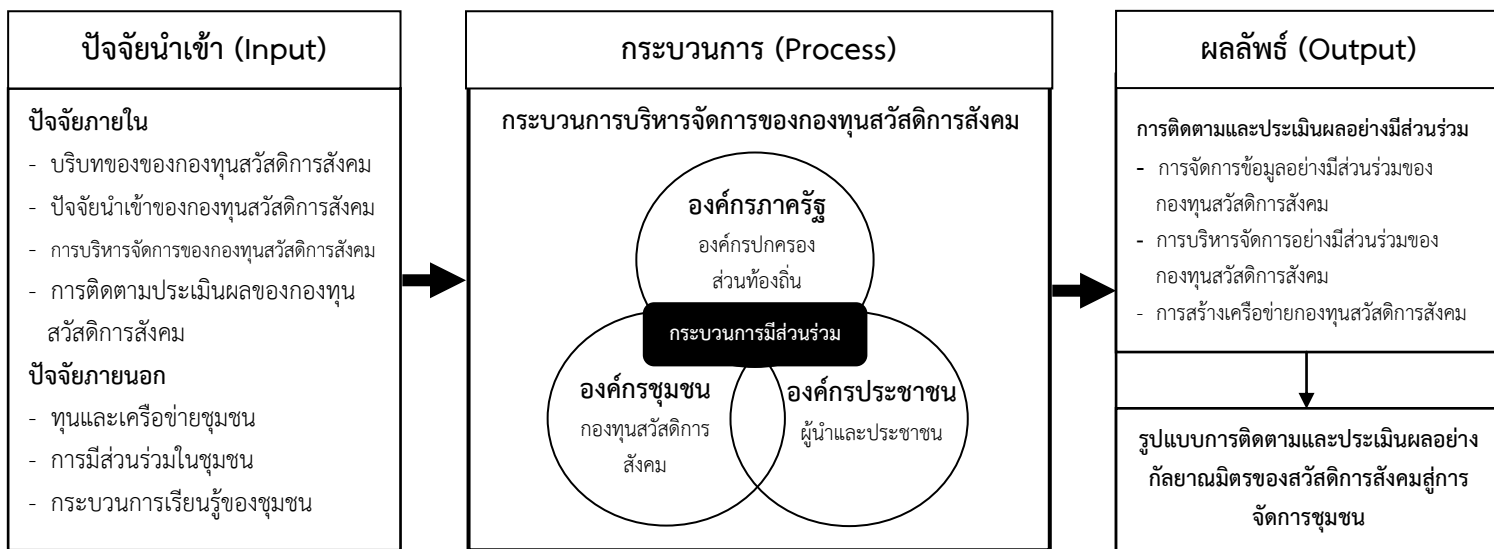 ปัจจัยนำเข้า (Input)
ปัจจัยภายใน
- บริบทของของกองทุนสวัสดิการสังคม
- ปัจจัยนำเข้าของกองทุนสวัสดิการสังคม
- การบริหารจัดการของกองทุนสวัสดิการสังคม
- การติดตามประเมินผลของกองทุน
สวัสดิการสังคม
ปัจจัยภายนอก
- ทุนและเครือข่ายชุมชน
- การมีส่วนร่วมในชุมชน
- กระบวนการเรียนรู้ของชุมชน
กระบวนการ (Process)
กระบวนการบริหารจัดการของกองทุนสวัสดิการสังคม
องค์กรภาครัฐ
องค์กรปกครอง
ส่วนท้องถิ่น
กระบวนการมีส่วนร่วม
องค์กรชุมชน
กองทุนสวัสดิการ
สังคม
องค์กรประชาชน
ผู้นำและประชาชน
ผลลัพธ์ (Output)
การติดตามและประเมินผลอย่างมีส่วนร่วม
- การจัดการข้อมูลอย่างมีส่วนร่วมของ
กองทุนสวัสดิการสังคม
- การบริหารจัดการอย่างมีส่วนร่วมของ
กองทุนสวัสดิการสังคม
- การสร้างเครือข่ายกองทุนสวัสดิการสังคม
รูปแบบการติดตามและประเมินผลอย่าง
กัลยาณมิตรของสวัสดิการสังคมสู่การ
จัดการชุมชน